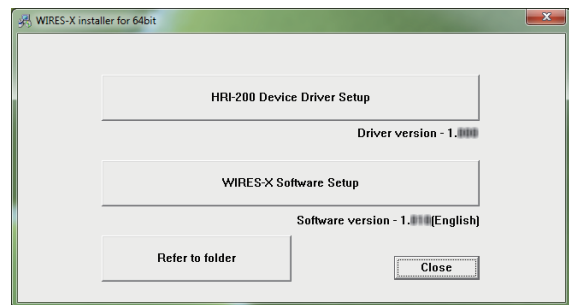 WIRES-X installer for 64bit
HRI-200 Device Driver Setup
Driver version - 1.
WIRES-X Software Setup
Software version - 1. (English)
Refer to folder
Close